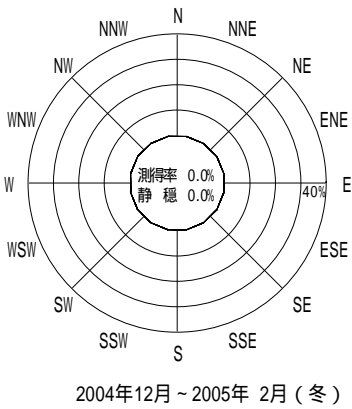 N
NNW NNE
NW NE
WNW ENE
測得率 0.0%
静 穏 0.0%
W 40% E
WSW ESE
SW SE
SSW SSE
S
2004年12月～2005年 2月（冬）